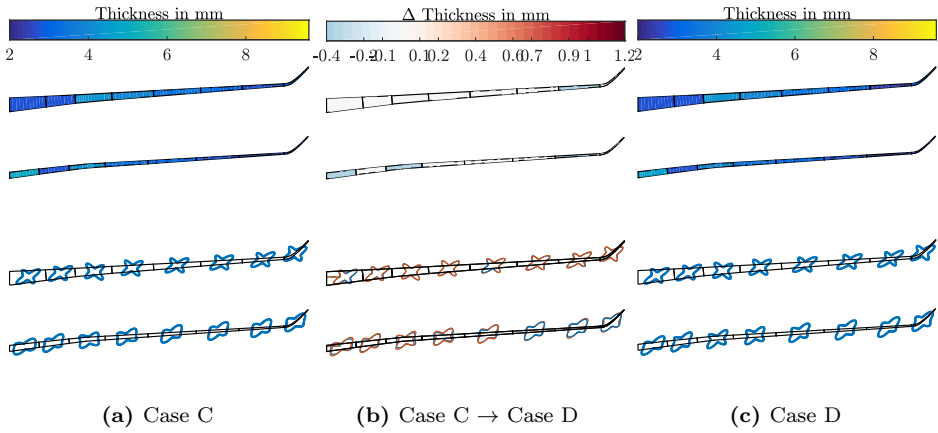 Thickness in mm
2 4 6 8
Δ Thickness in mm
-0.4 -0.2 -0.1 0.1 0.2 0.4 0.6 0.7 0.9 1 1.2
Thickness in mm
2 4 6 8
(a) Case C
(b) Case C → Case D
(c) Case D